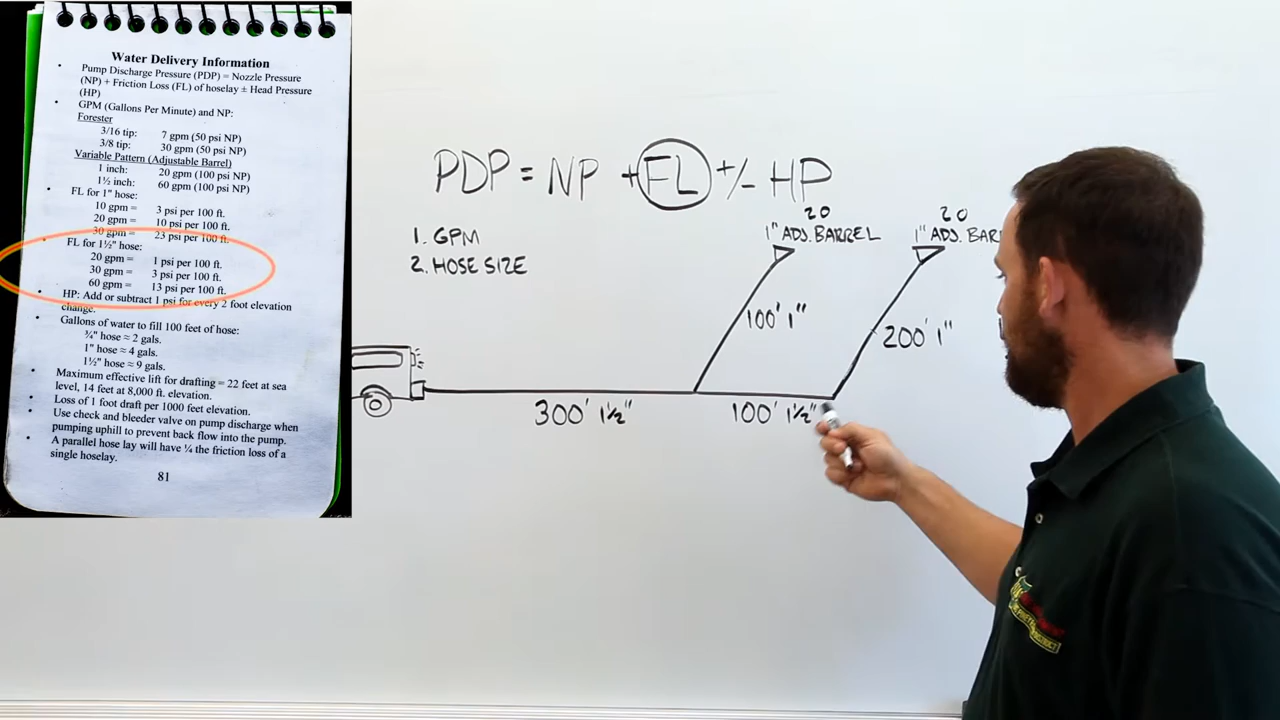 Water Delivery Information
• Pump Discharge Pressure (PDP) = Nozzle Pressure
(NP) + Friction Loss (FL) of hoselay ± Head Pressure
(HP)
• GPM (Gallons Per Minute) and NP:
Forester
3/16 tip: 7 gpm (50 psi NP)
3/8 tip: 30 gpm (50 psi NP)
Variable Pattern (Adjustable Barrel)
1 inch: 20 gpm (100 psi NP)
1½ inch: 60 gpm (100 psi NP)
• FL for 1" hose:
10 gpm = 3 psi per 100 ft.
20 gpm = 10 psi per 100 ft.
30 gpm = 23 psi per 100 ft.
• FL for 1½" hose:
20 gpm = 1 psi per 100 ft.
30 gpm = 3 psi per 100 ft.
60 gpm = 13 psi per 100 ft.
• HP: Add or subtract 1 psi for every 2 foot elevation
change.
• Gallons of water to fill 100 feet of hose:
¾" hose ≈ 2 gals.
1" hose ≈ 4 gals.
1½" hose ≈ 9 gals.
• Maximum effective lift for drafting = 22 feet at sea
level, 14 feet at 8,000 ft. elevation.
• Loss of 1 foot draft per 1000 feet elevation.
• Use check and bleeder valve on pump discharge when
pumping uphill to prevent back flow into the pump.
• A parallel hose lay will have ¼ the friction loss of a
single hoselay.
81
PDP = NP + FL +/- HP
1. GPM
2. HOSE SIZE
20
1" ADJ. BARREL
20
1" ADJ. BAR
100' 1"
200' 1"
300' 1½"
100' 1½"